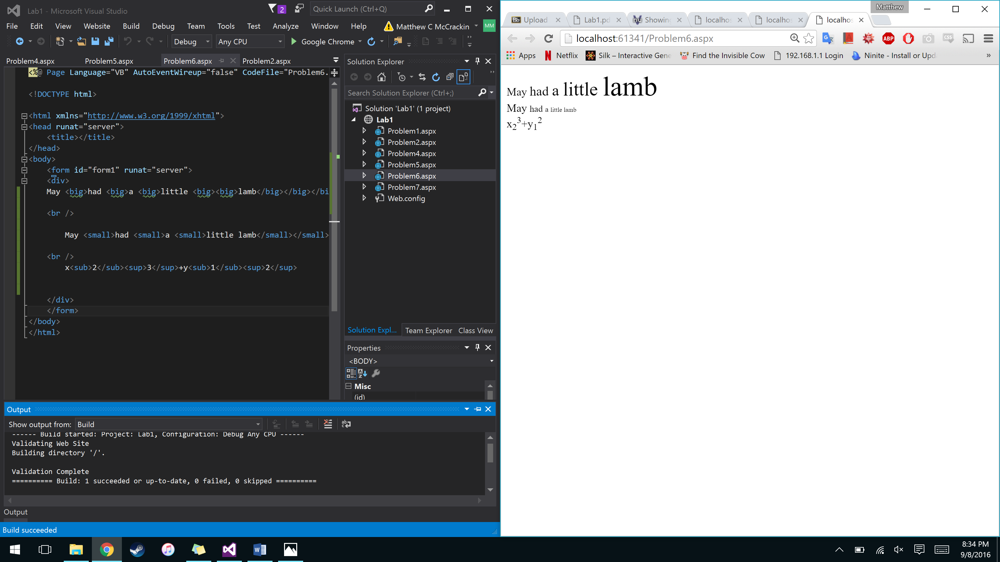 Lab1 - Microsoft Visual Studio
2
Quick Launch (Ctrl+Q)
File Edit View Website Build Debug Team Tools Test Analyze Window Help
Matthew C McCrackin
MM
Debug Any CPU Google Chrome
Problem4.aspx Problem5.aspx Problem6.aspx Problem2.aspx
<%@ Page Language="VB" AutoEventWireup="false" CodeFile="Problem6.
<!DOCTYPE html>
<html xmlns="http://www.w3.org/1999/xhtml">
<head runat="server">
<title></title>
</head>
<body>
<form id="form1" runat="server">
<div>
May <big>had <big>a <big>little <big><big>lamb</big></big></bi
<br />
May <small>had <small>a <small>little lamb</small></small>
<br />
x<sub>2</sub><sup>3</sup>+y<sub>1</sub><sup>2</sup>
</div>
</form>
</body>
</html>
Solution Explorer
Search Solution Explorer (Ctrl+;)
Solution 'Lab1' (1 project)
Lab1
Problem1.aspx
Problem2.aspx
Problem4.aspx
Problem5.aspx
Problem6.aspx
Problem7.aspx
Web.config
Solution Expl... Team Explorer Class View
Properties
<BODY>
Misc
(id)
Output
Show output from: Build
------ Build started: Project: Lab1, Configuration: Debug Any CPU ------
Validating Web Site
Building directory '/'.
Validation Complete
========== Build: 1 succeeded or up-to-date, 0 failed, 0 skipped ==========
Output
Build succeeded
Matthew
Bb Upload Lab1.pd Showing localhos localhos localhos
localhost:61341/Problem6.aspx
ABP
CSS
Apps Netflix Silk – Interactive Gene Find the Invisible Cow 192.168.1.1 Login Ninite - Install or Upd »
May had a little lamb
May had a little lamb
x₂³+y₁²
8:34 PM
9/8/2016